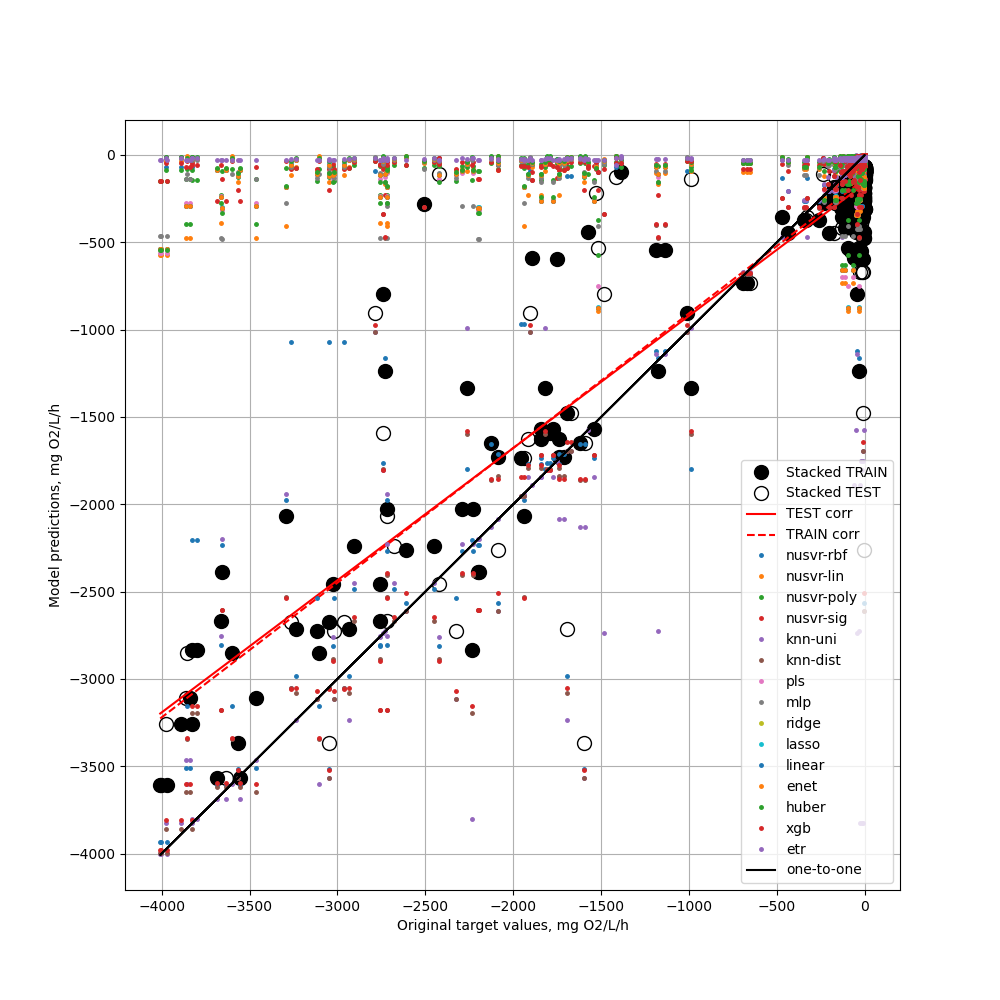 0
−500
−1000
−1500
−2000
−2500
−3000
−3500
−4000
Model predictions, mg O2/L/h
−4000 −3500 −3000 −2500 −2000 −1500 −1000 −500 0
Original target values, mg O2/L/h
Stacked TRAIN
Stacked TEST
TEST corr
TRAIN corr
nusvr-rbf
nusvr-lin
nusvr-poly
nusvr-sig
knn-uni
knn-dist
pls
mlp
ridge
lasso
linear
enet
huber
xgb
etr
one-to-one